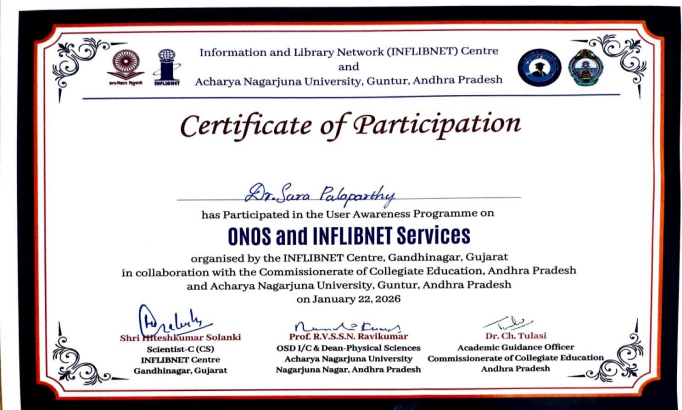 Information and Library Network (INFLIBNET) Centre
and
Acharya Nagarjuna University, Guntur, Andhra Pradesh
INFLIBNET
Certificate of Participation
Dr. Sara Palaparthy
has Participated in the User Awareness Programme on
ONOS and INFLIBNET Services
organised by the INFLIBNET Centre, Gandhinagar, Gujarat
in collaboration with the Commissionerate of Collegiate Education, Andhra Pradesh
and Acharya Nagarjuna University, Guntur, Andhra Pradesh
on January 22, 2026
Shri Hiteshkumar Solanki
Scientist-C (CS)
INFLIBNET Centre
Gandhinagar, Gujarat
Prof. R.V.S.S.N. Ravikumar
OSD I/C & Dean-Physical Sciences
Acharya Nagarjuna University
Nagarjuna Nagar, Andhra Pradesh
Dr. Ch. Tulasi
Academic Guidance Officer
Commissionerate of Collegiate Education
Andhra Pradesh